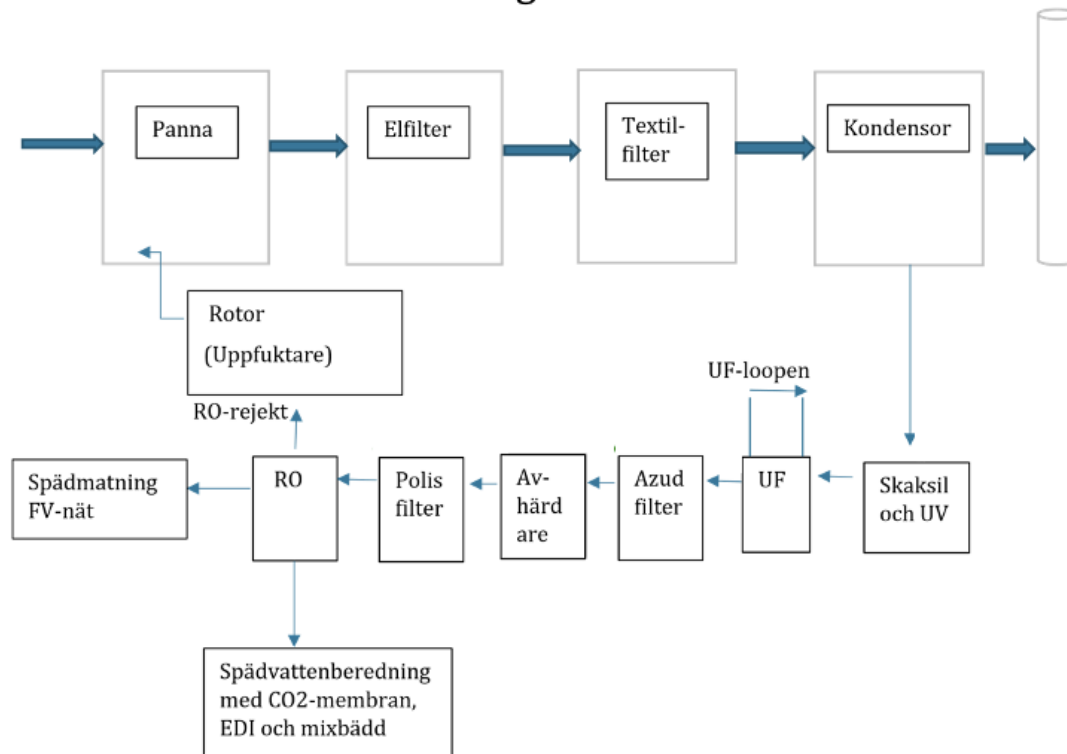 g
Panna
Elfilter
Textil-
filter
Kondensor
Rotor
(Uppfuktare)
UF-loopen
RO-rejekt
Spädmatning
FV-nät
RO
Polis
filter
Av-
härd
are
Azud
filter
UF
Skaksil
och UV
Spädvattenberedning
med CO2-membran,
EDI och mixbädd